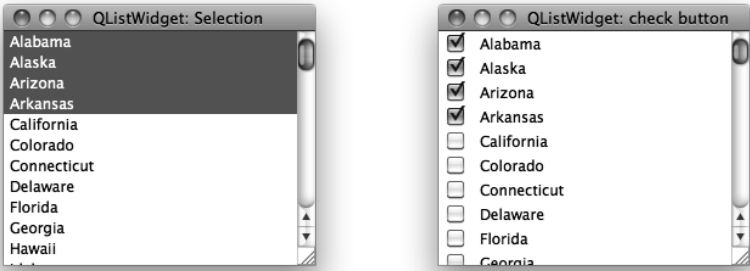 QListWidget: Selection
Alabama
Alaska
Arizona
Arkansas
California
Colorado
Connecticut
Delaware
Florida
Georgia
Hawaii
QListWidget: check button
Alabama
Alaska
Arizona
Arkansas
California
Colorado
Connecticut
Delaware
Florida
Georgia